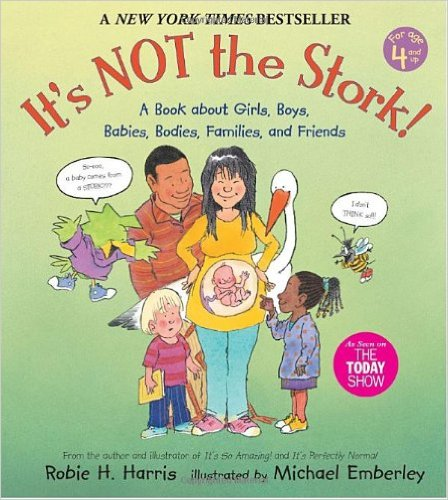 A NEW YORK TIMES BESTSELLER
It's NOT the Stork!
For age
4 and
up
A Book about Girls, Boys,
Babies, Bodies, Families, and Friends
So-ooo,
a baby comes from
a STORK???
I don't
THINK so!!
As Seen on
THE
TODAY
SHOW
From the author and illustrator of It's So Amazing! and It's Perfectly Normal
Robie H. Harris illustrated by Michael Emberley